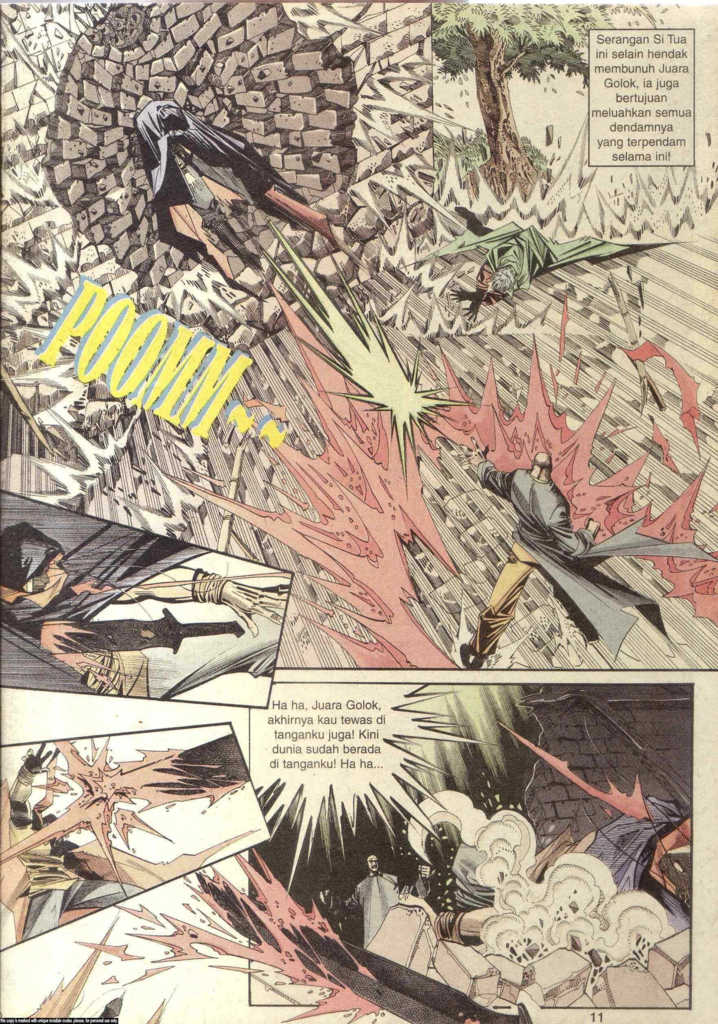 Serangan Si Tua
ini selain hendak
membunuh Juara
Golok, ia juga
bertujuan
meluahkan semua
dendamnya
yang terpendam
selama ini!
POOMM~~
Ha ha, Juara Golok,
akhirnya kau tewas di
tanganku juga! Kini
dunia sudah berada
di tanganku! Ha ha...
11